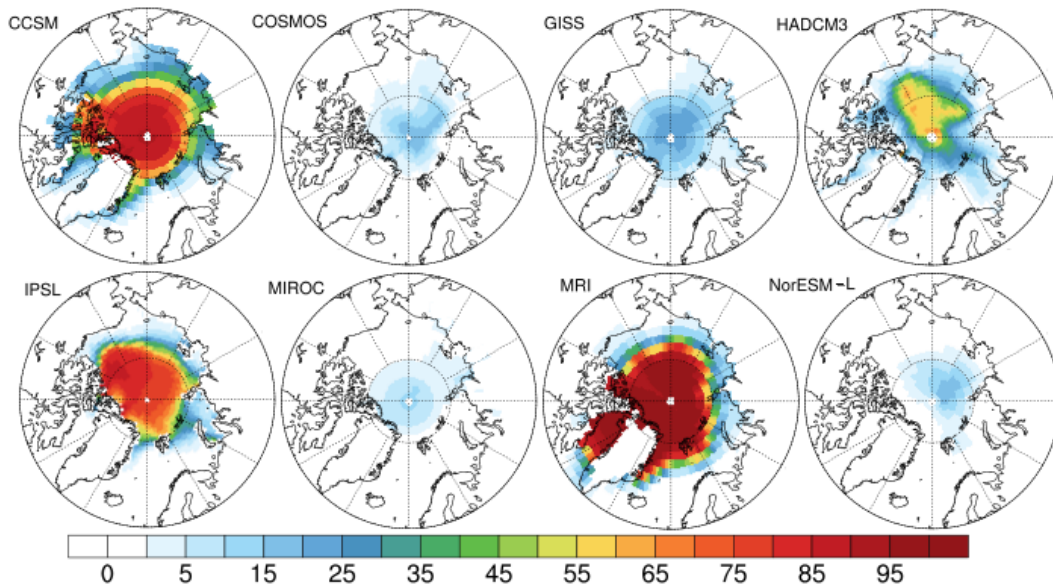 CCSM COSMOS GISS HADCM3
IPSL MIROC MRI NorESM-L
0 5 15 25 35 45 55 65 75 85 95